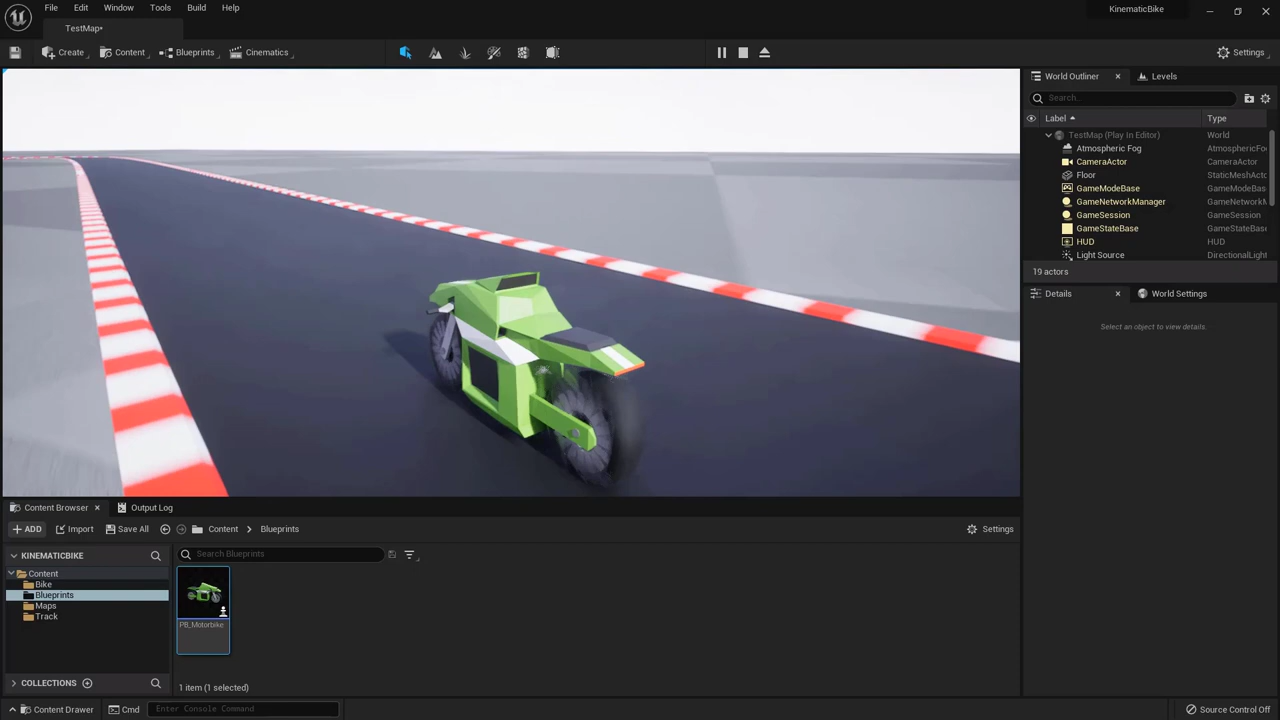 File Edit Window Tools Build Help
KinematicBike
TestMap*
Create Content Blueprints Cinematics Settings
World Outliner Levels
Search...
Label Type
TestMap (Play In Editor) World
Atmospheric Fog AtmosphericFo
CameraActor CameraActor
Floor StaticMeshActo
GameModeBase GameModeBas
GameNetworkManager GameNetworkM
GameSession GameSession
GameStateBase GameStateBase
HUD HUD
Light Source DirectionalLight
19 actors
Details World Settings
Select an object to view details.
Content Browser Output Log
ADD Import Save All Content Blueprints Settings
KINEMATICBIKE
Search Blueprints
Content
Bike
Blueprints
Maps
Track
PB_Motorbike
COLLECTIONS
1 item (1 selected)
Content Drawer Cmd Enter Console Command Source Control Off